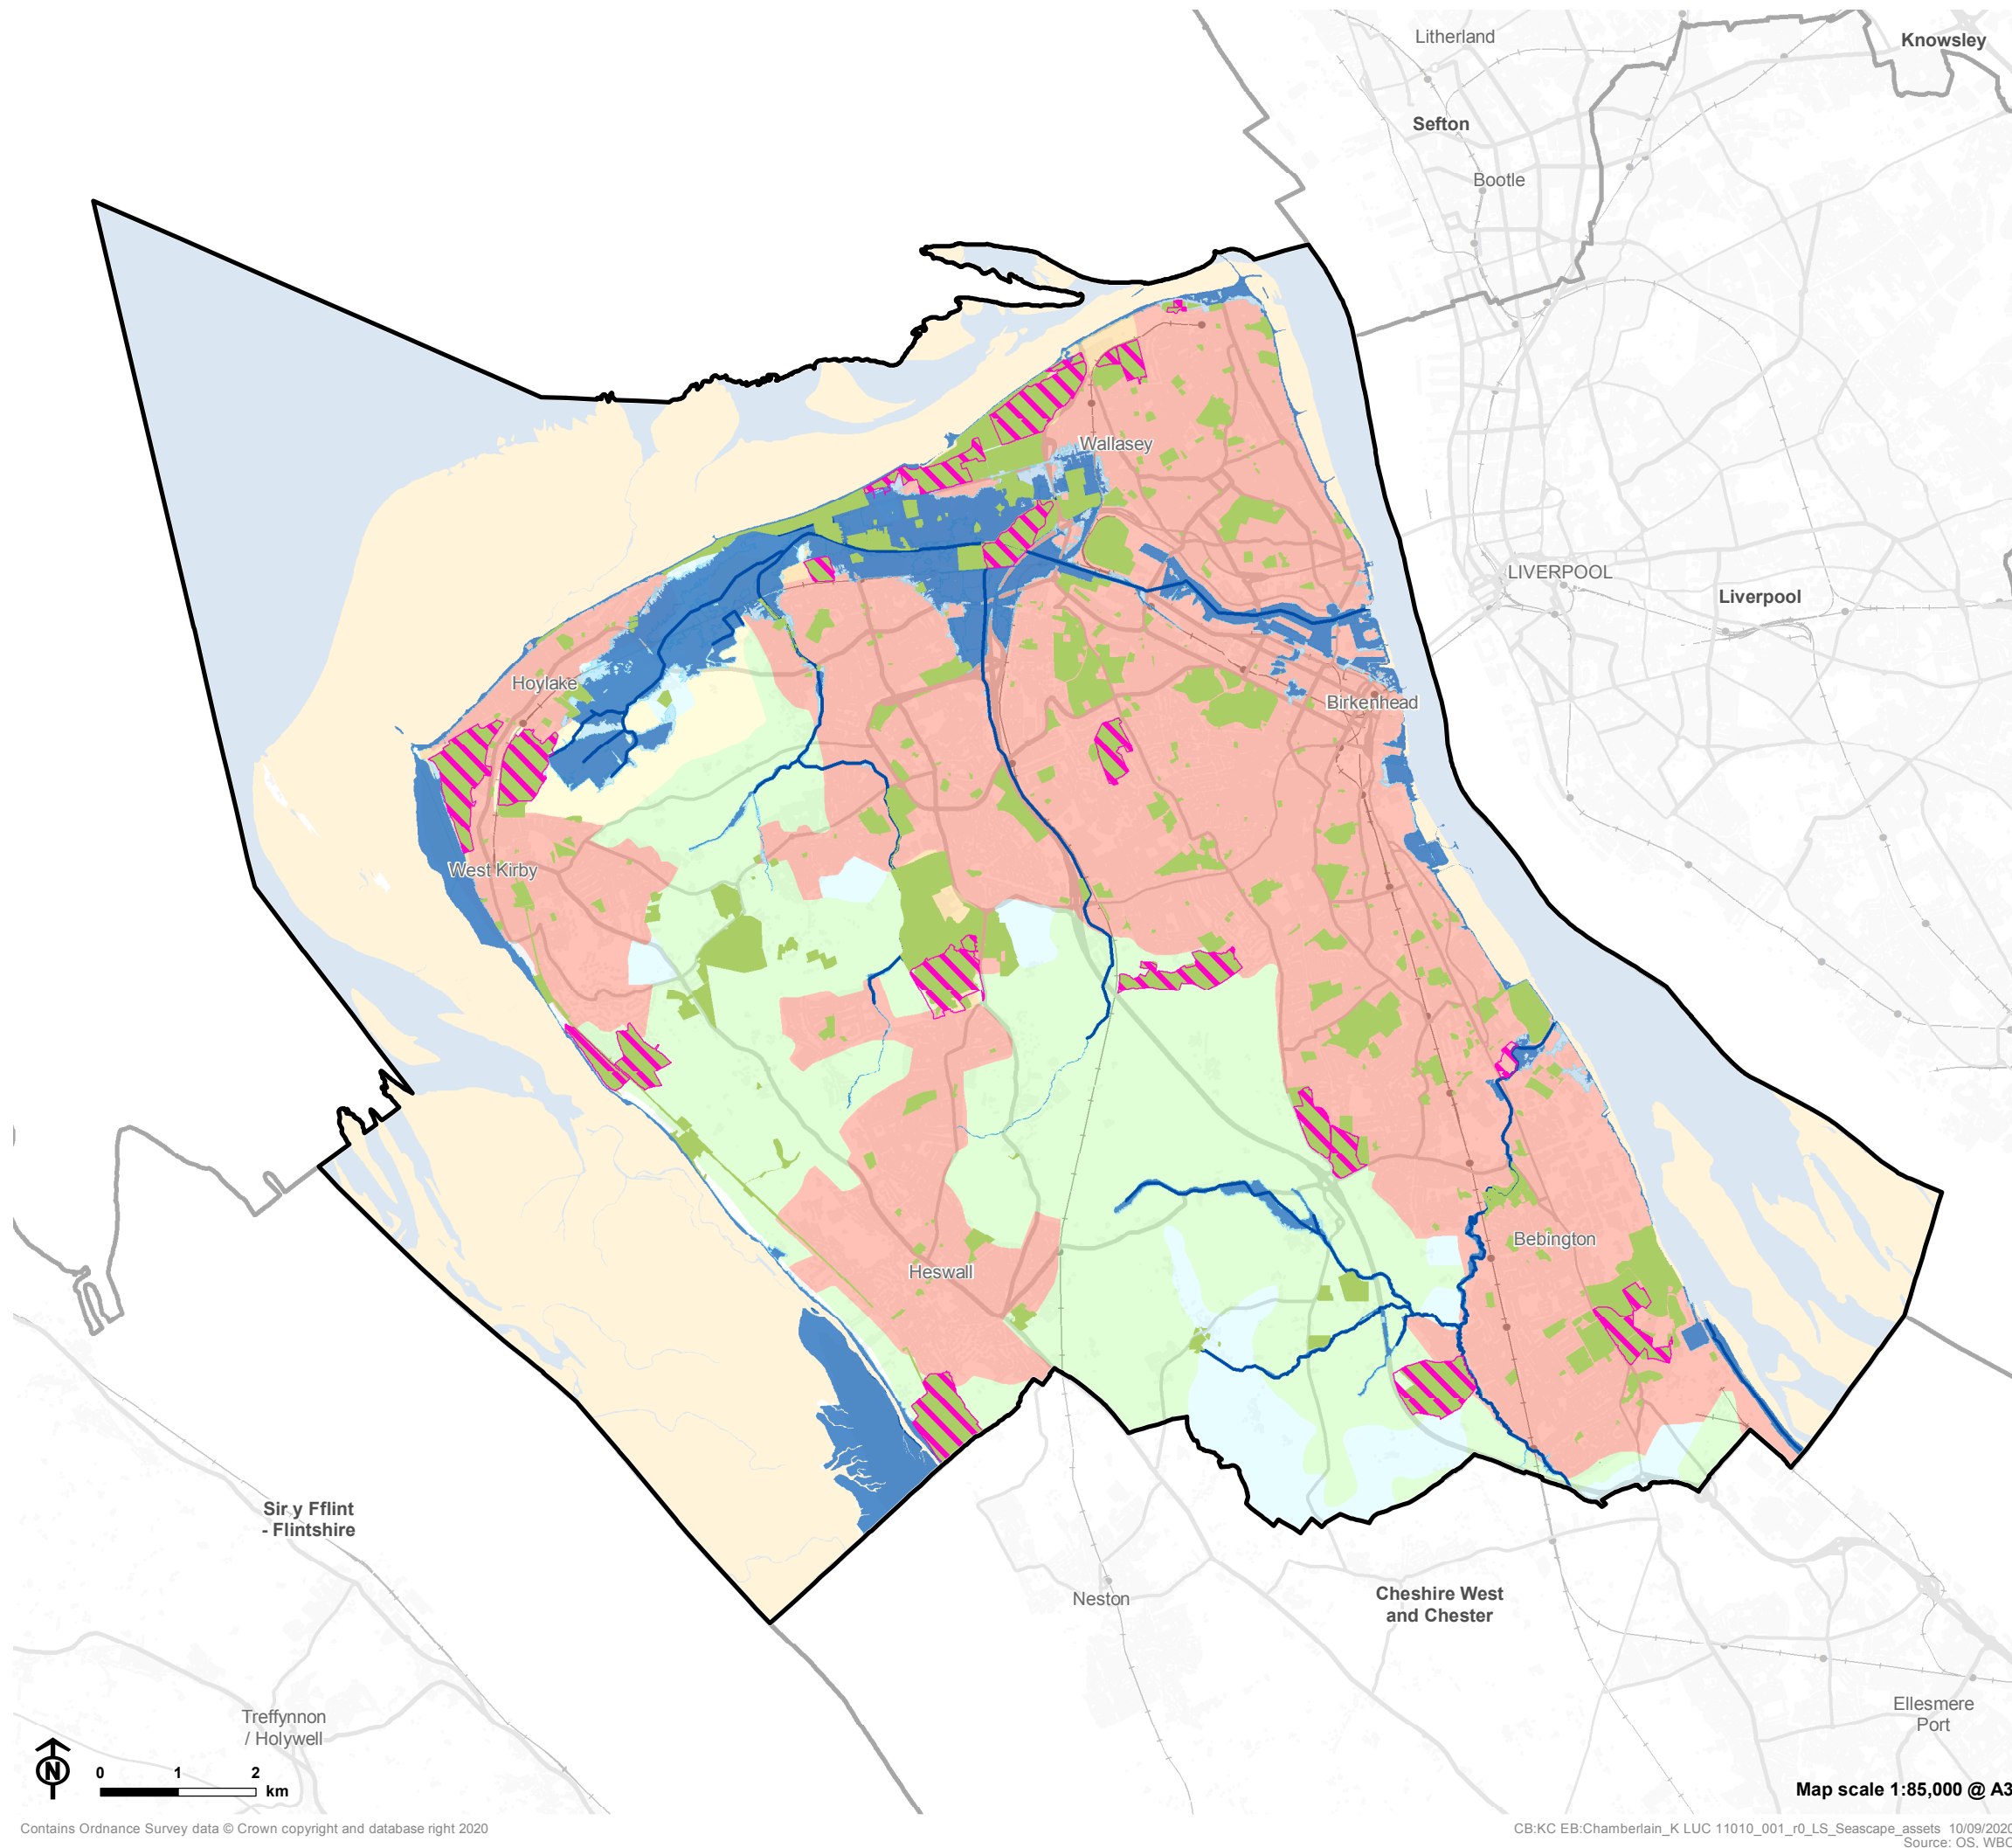 Litherland
Knowsley
Sefton
Bootle
Wallasey
LIVERPOOL
Liverpool
Hoylake
Birkenhead
West Kirby
Bebington
Heswall
Sir y Fflint
- Flintshire
Neston
Cheshire West
and Chester
Treffynnon
/ Holywell
Ellesmere
Port
N
0 1 2
km
Map scale 1:85,000 @ A3
Contains Ordnance Survey data © Crown copyright and database right 2020
CB:KC EB:Chamberlain_K LUC 11010_001_r0_LS_Seascape_assets 10/09/2020
Source: OS, WBC